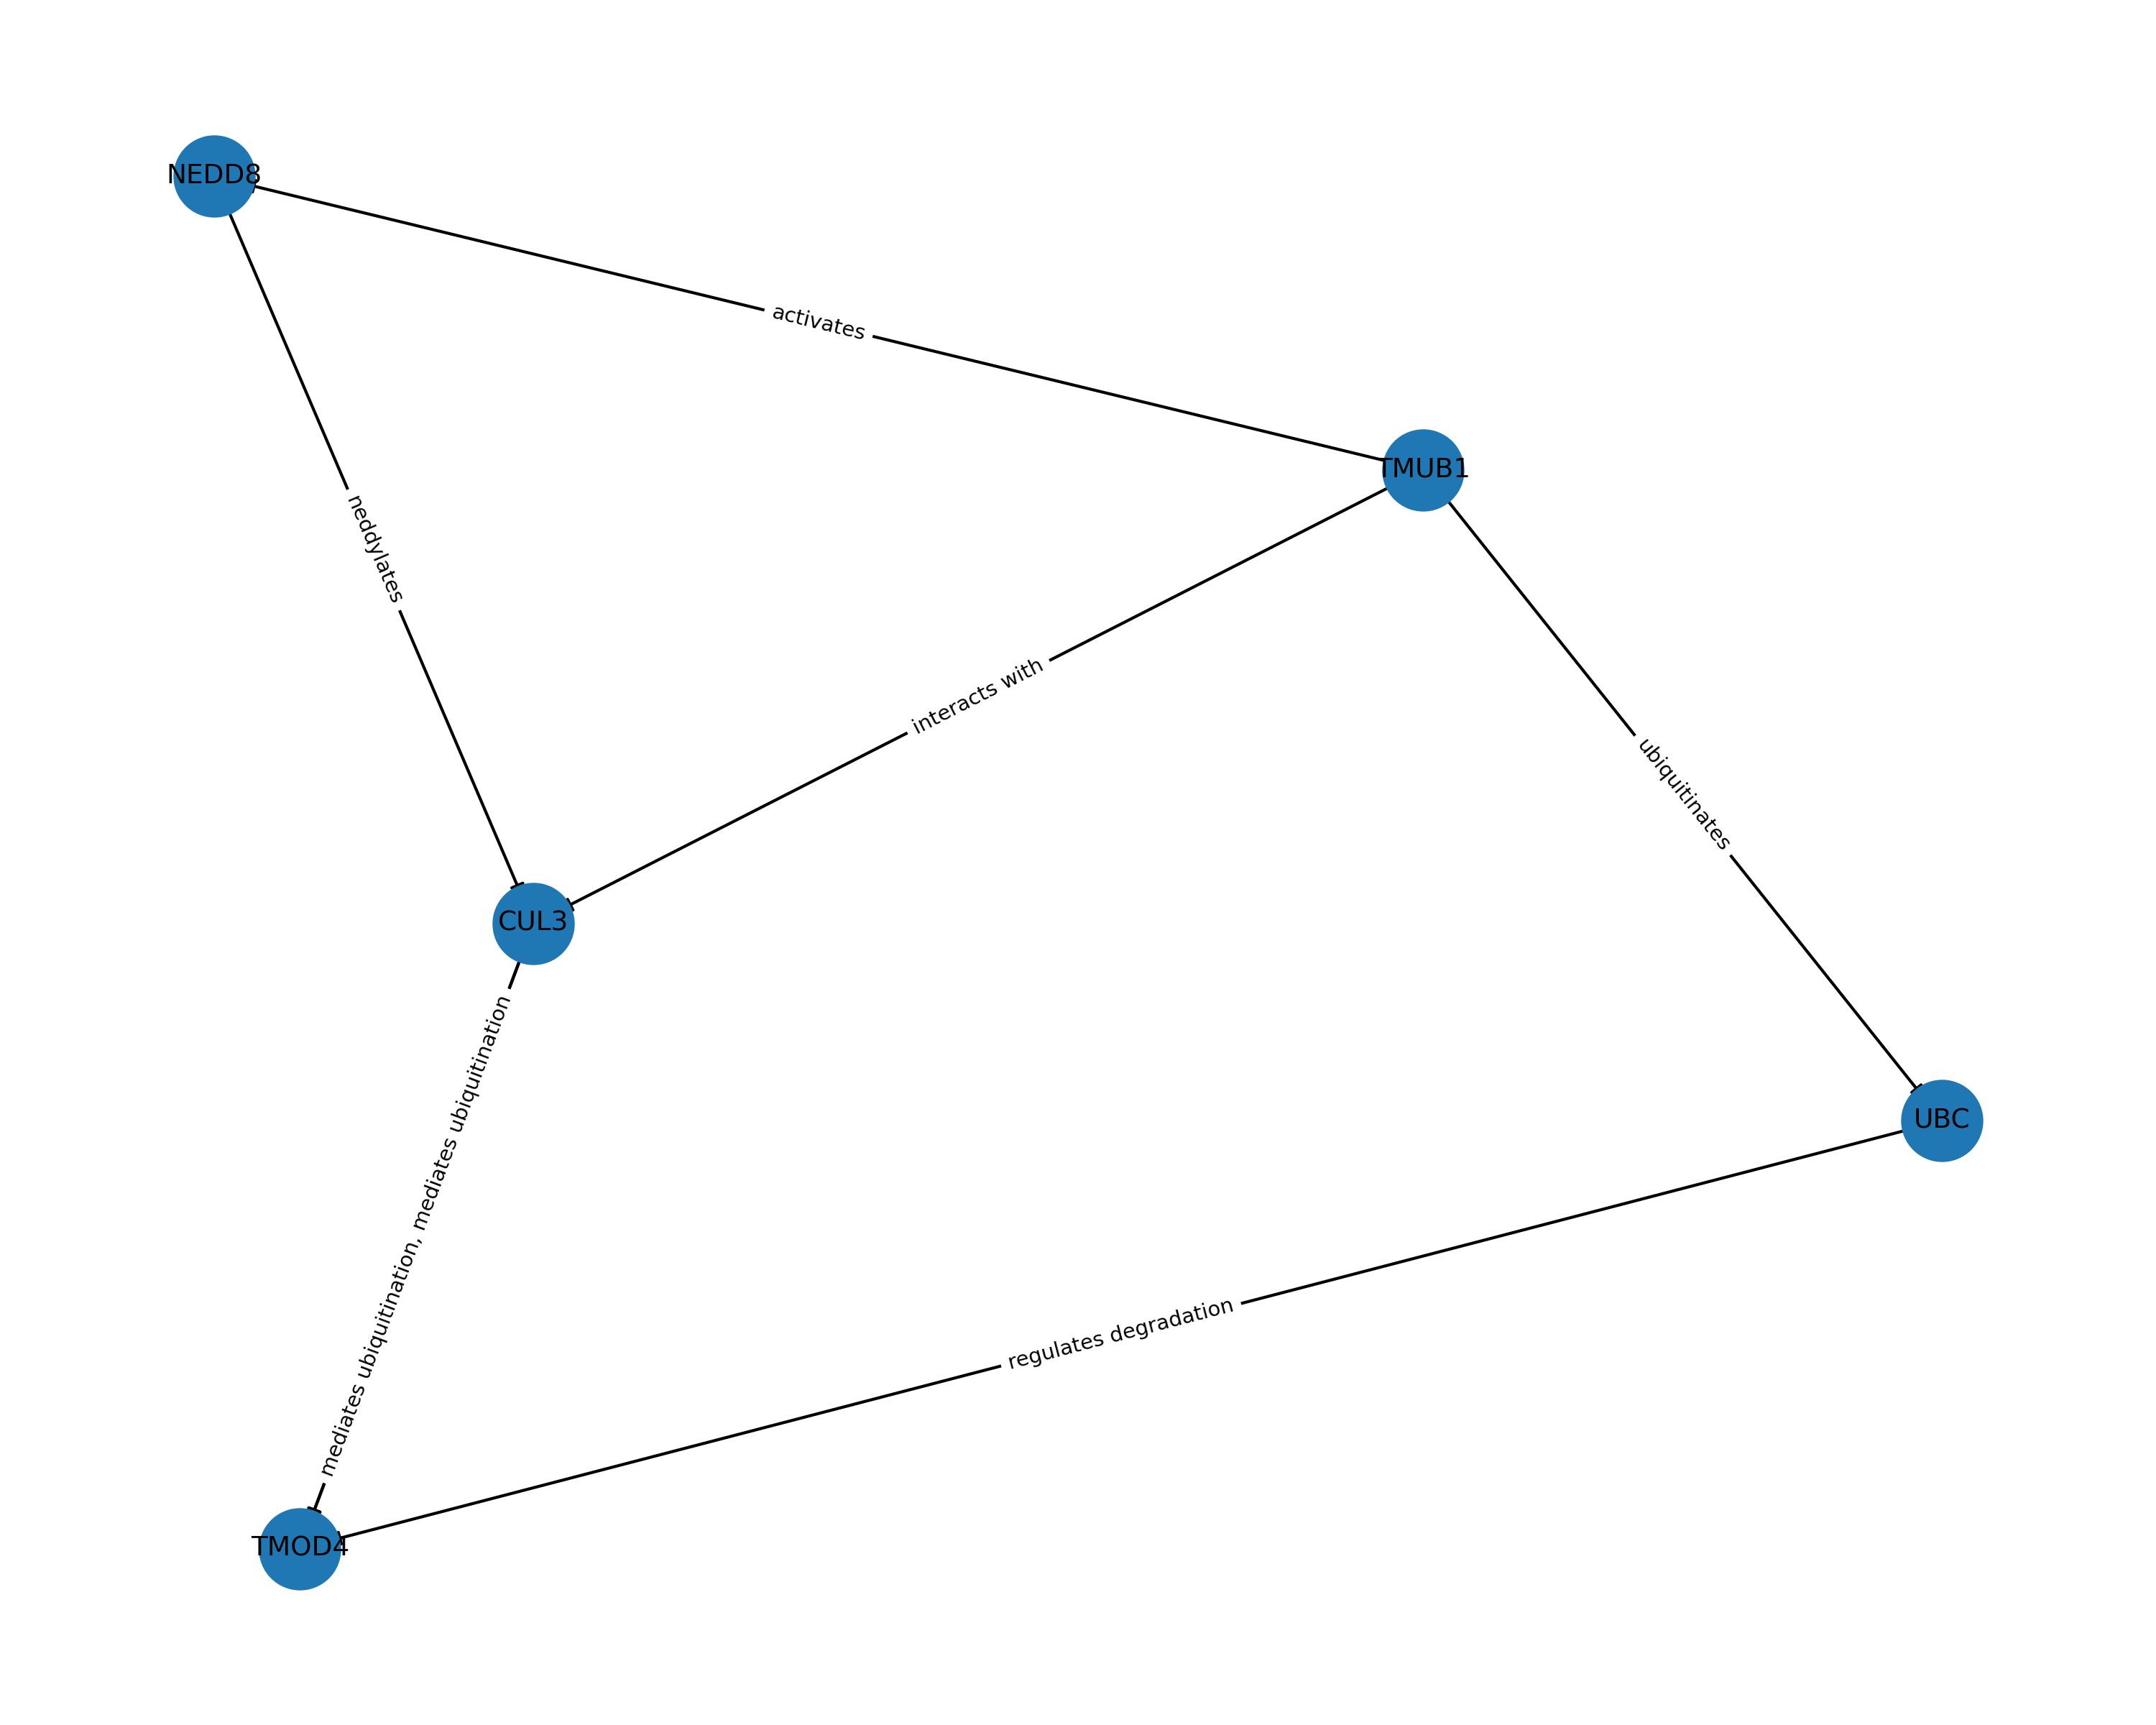 NEDD8
activates
TMUB1
neddylates
interacts with
ubiquitinates
CUL3
mediates ubiquitination, mediates ubiquitination
UBC
regulates degradation
TMOD4